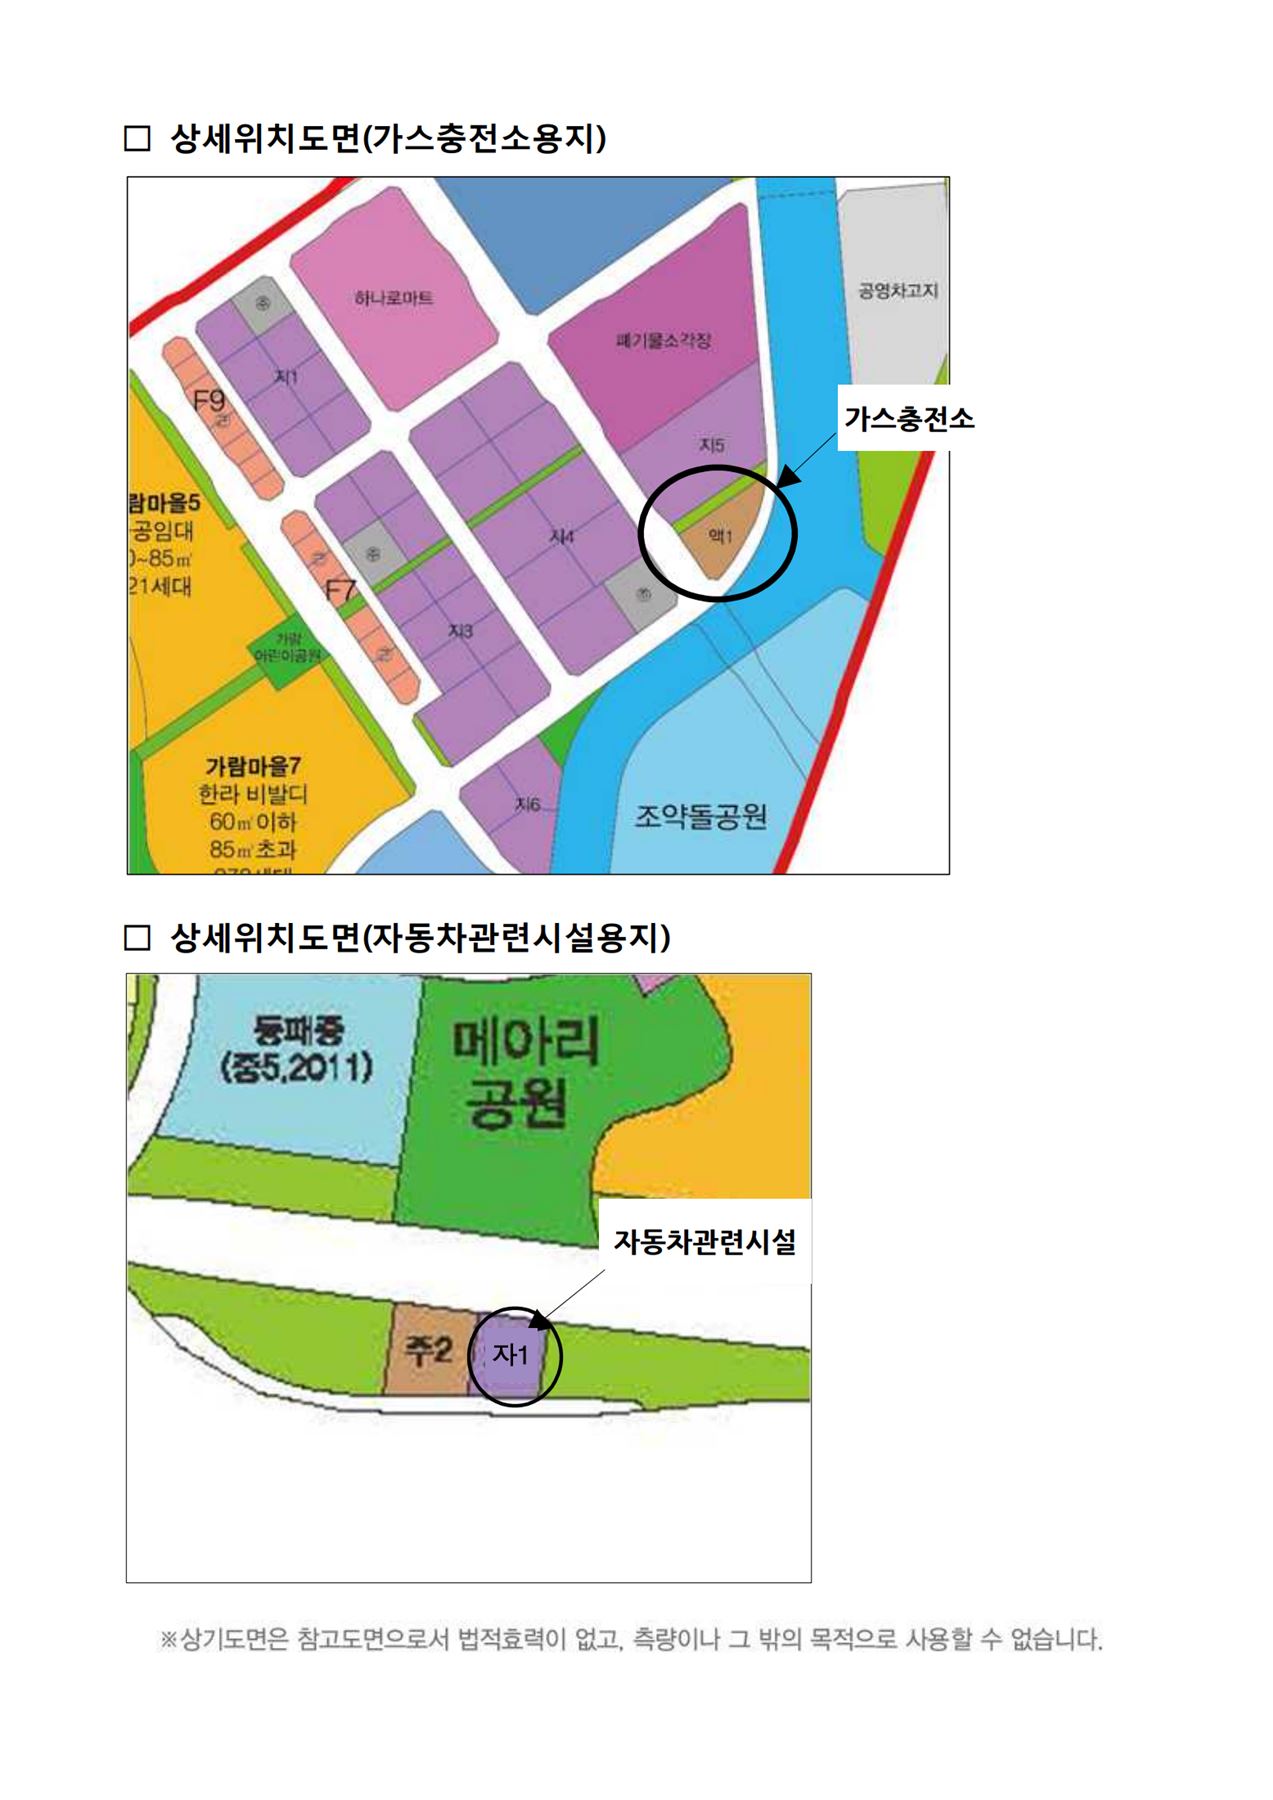 □ 상세위치도면(가스충전소용지)
하나로마트
공영차고지
폐기물소각장
지1
F9
가스충전소
지5
람마을5
공임대
0~85㎡
21세대
지4
액1
F7
지3
가람
어린이공원
가람마을7
한라 비발디
60㎡이하
85㎡초과
지6
조약돌공원
□ 상세위치도면(자동차관련시설용지)
(중5,2011)
메아리
공원
자동차관련시설
주2
자1
※상기도면은 참고도면으로서 법적효력이 없고, 측량이나 그 밖의 목적으로 사용할 수 없습니다.